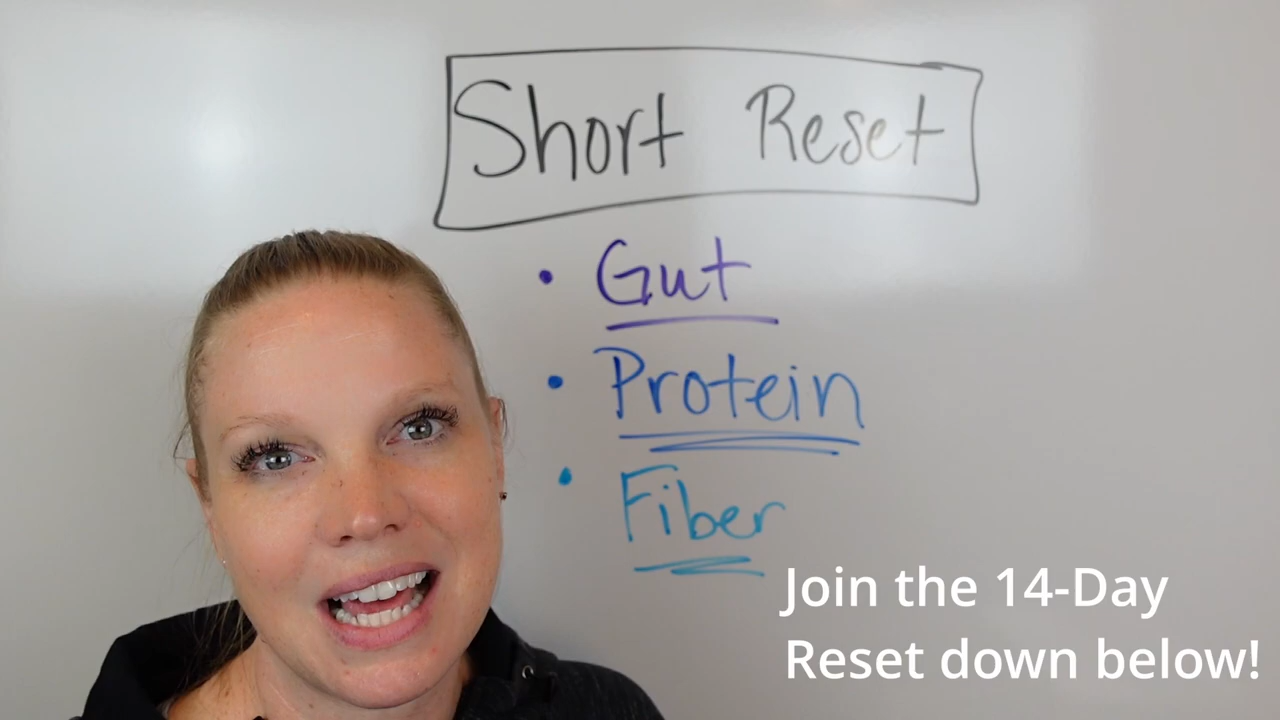 Short Reset
• Gut
• Protein
• Fiber
Join the 14-Day
Reset down below!